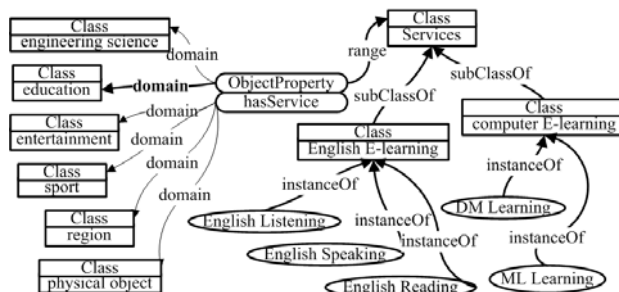 Class
engineering science
domain
Class
education
domain
ObjectProperty
hasService
range
Class
Services
Class
entertainment
domain
Class
sport
domain
Class
region
domain
Class
physical object
domain
subClassOf
subClassOf
Class
English E-learning
Class
computer E-learning
instanceOf
English Listening
instanceOf
English Speaking
instanceOf
English Reading
instanceOf
DM Learning
instanceOf
ML Learning